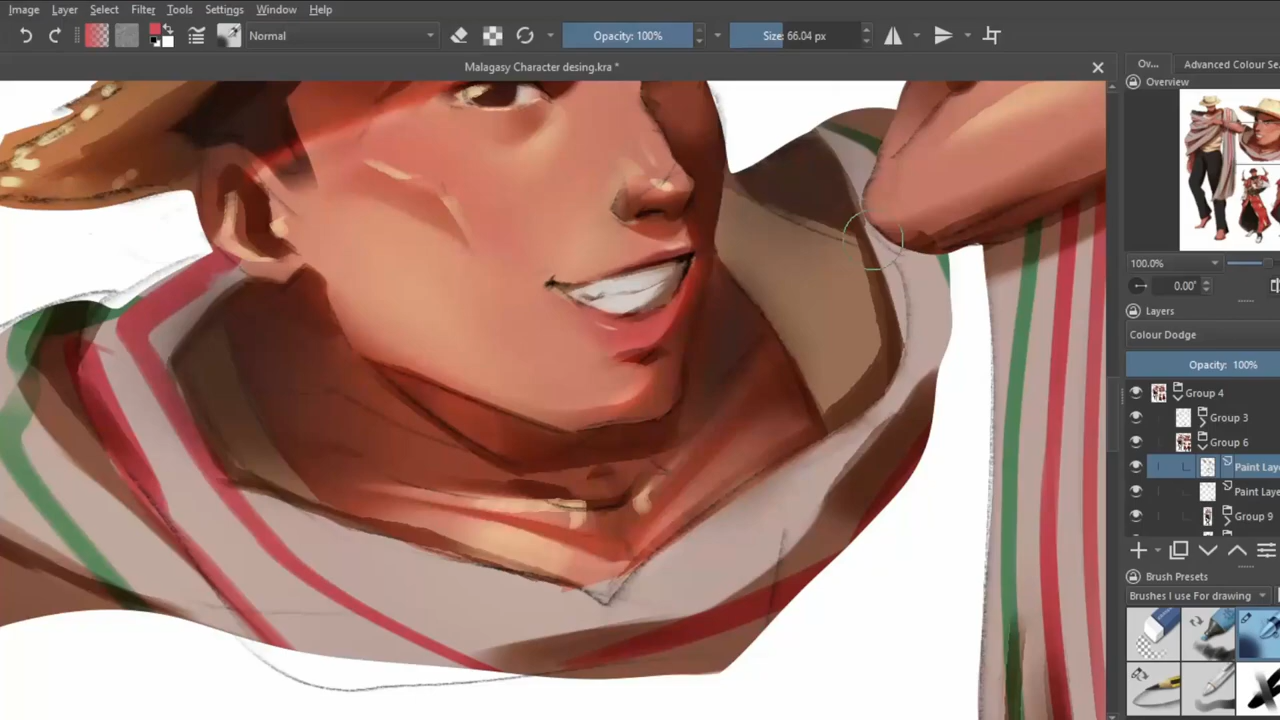 Image Layer Select Filter Tools Settings Window Help
Normal Opacity: 100% Size: 66.04 px
Malagasy Character desing.kra *
Ov... Advanced Colour Se
Overview
100.0%
0.00°
Layers
Colour Dodge
Opacity: 100%
Group 4
Group 3
Group 6
Paint Lay
Paint Laye
Group 9
Brush Presets
Brushes I use For drawing